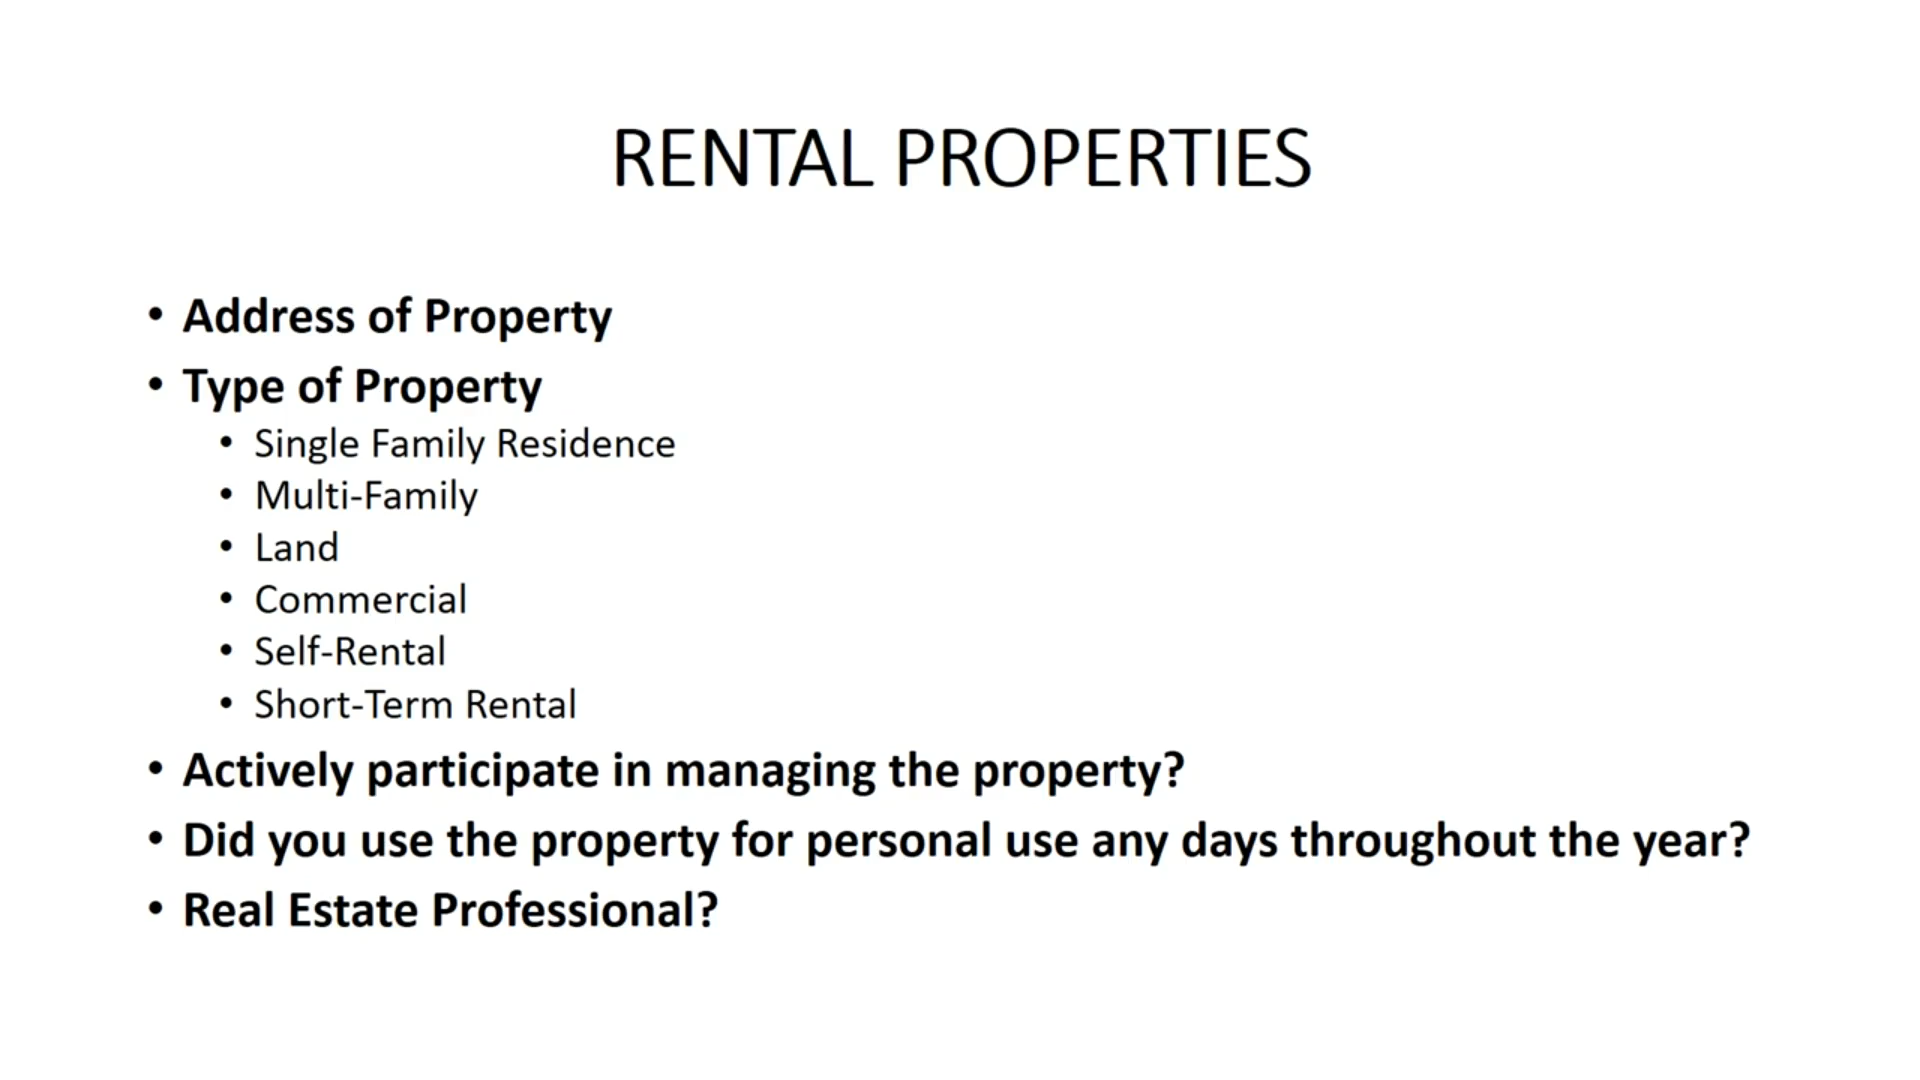 RENTAL PROPERTIES
• Address of Property
• Type of Property
• Single Family Residence
• Multi-Family
• Land
• Commercial
• Self-Rental
• Short-Term Rental
• Actively participate in managing the property?
• Did you use the property for personal use any days throughout the year?
• Real Estate Professional?